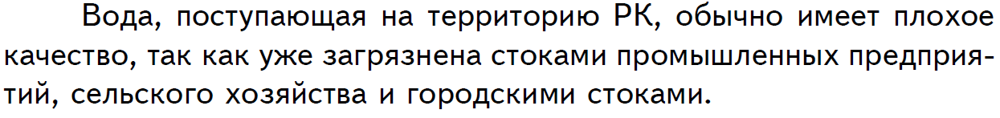 Вода, поступающая на территорию РК, обычно имеет плохое
качество, так как уже загрязнена стоками промышленных предприя-
тий, сельского хозяйства и городскими стоками.